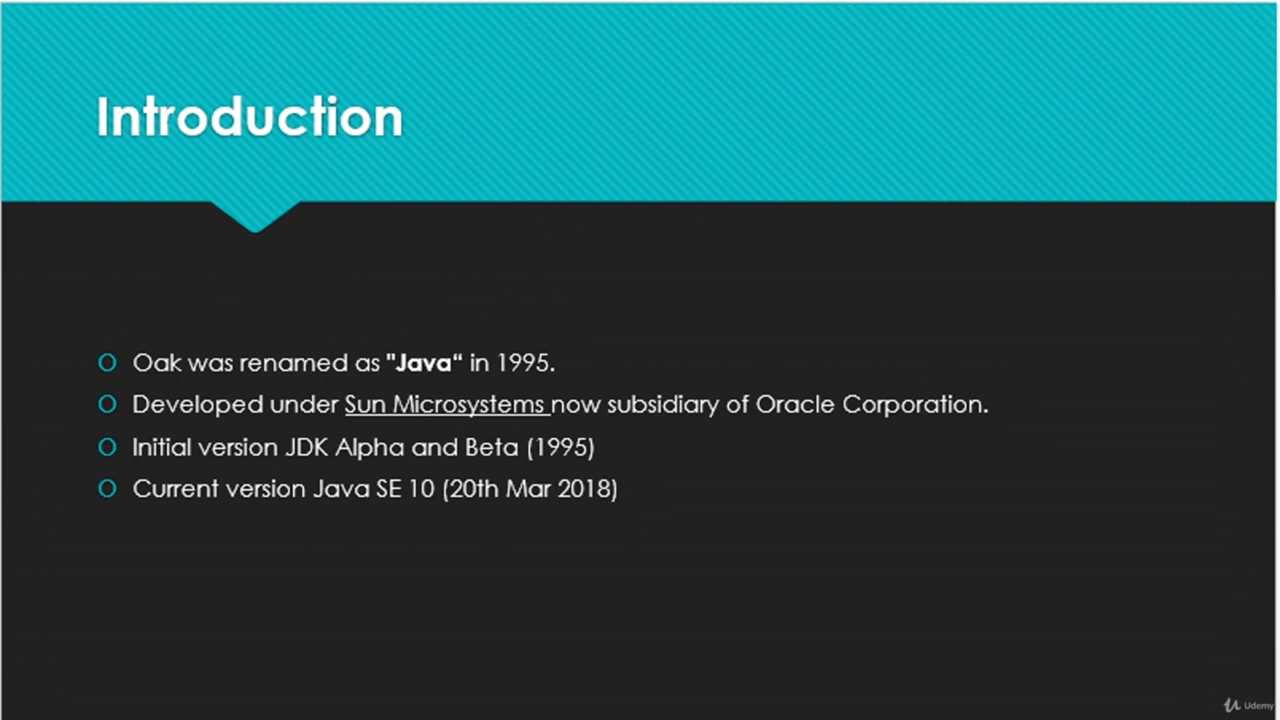 Introduction
Oak was renamed as "Java“ in 1995.
Developed under Sun Microsystems now subsidiary of Oracle Corporation.
Initial version JDK Alpha and Beta (1995)
Current version Java SE 10 (20th Mar 2018)
Udemy